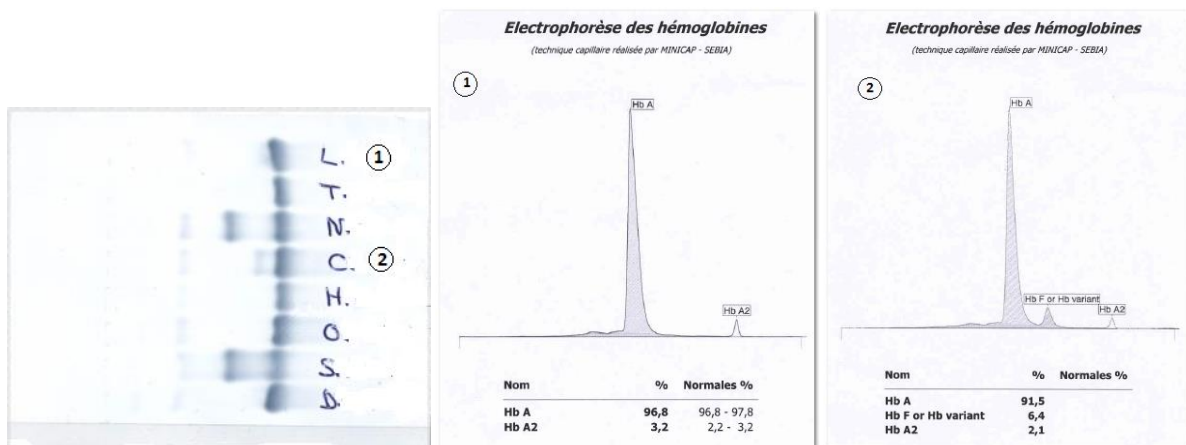 L.
T.
N.
C.
H.
O.
S.
D.
1
2
Electrophorèse des hémoglobines
(technique capillaire réalisée par MINICAP - SEBIA)
1
Hb A
Hb A2
Nom % Normales %
Hb A 96,8 96,8 - 97,8
Hb A2 3,2 2,2 - 3,2
Electrophorèse des hémoglobines
(technique capillaire réalisée par MINICAP - SEBIA)
2
Hb A
Hb F or Hb variant
Hb A2
Nom % Normales %
Hb A 91,5
Hb F or Hb variant 6,4
Hb A2 2,1